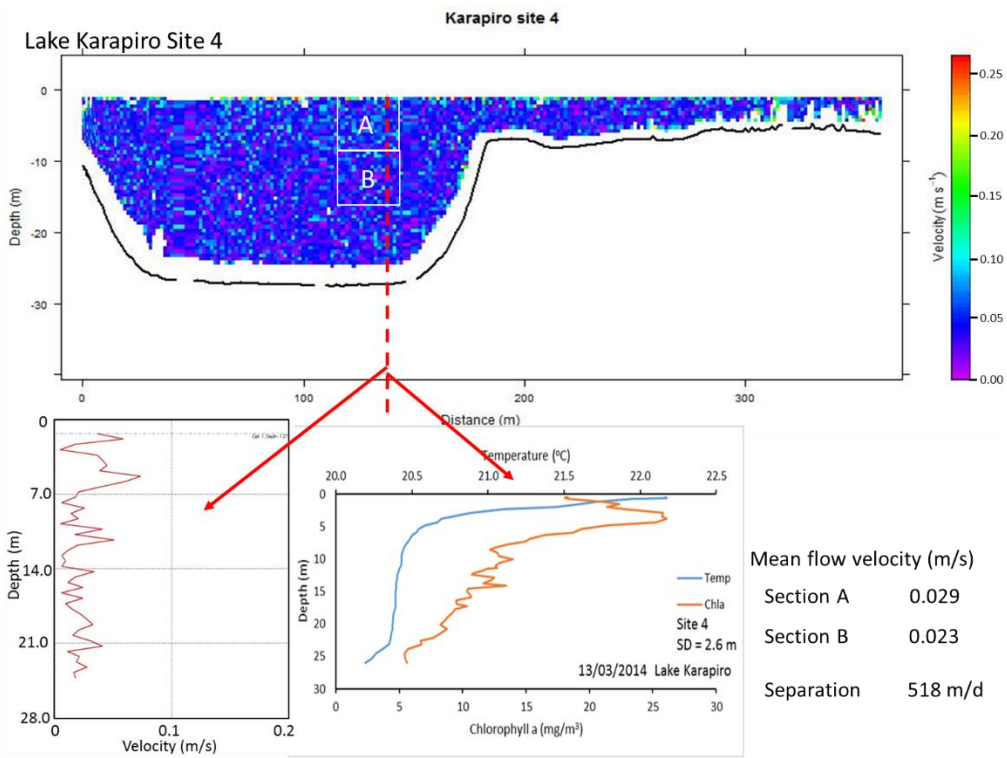 Karapiro site 4
Lake Karapiro Site 4
0
100
200
300
0
-10
-20
-30
Depth (m)
A
B
0.25
0.20
0.15
0.10
0.05
0.00
Velocity (m s⁻¹)
0
100
200
300
Distance (m)
0
7.0
14.0
21.0
28.0
Depth (m)
0
0.1
0.2
Velocity (m/s)
Temperature (ºC)
20.0 20.5 21.0 21.5 22.0 22.5
0
5
10
15
20
25
30
Depth (m)
Temp
Chla
Site 4
SD = 2.6 m
13/03/2014 Lake Karapiro
0 5 10 15 20 25 30
Chlorophyll a (mg/m³)
Mean flow velocity (m/s)
Section A 0.029
Section B 0.023
Separation 518 m/d